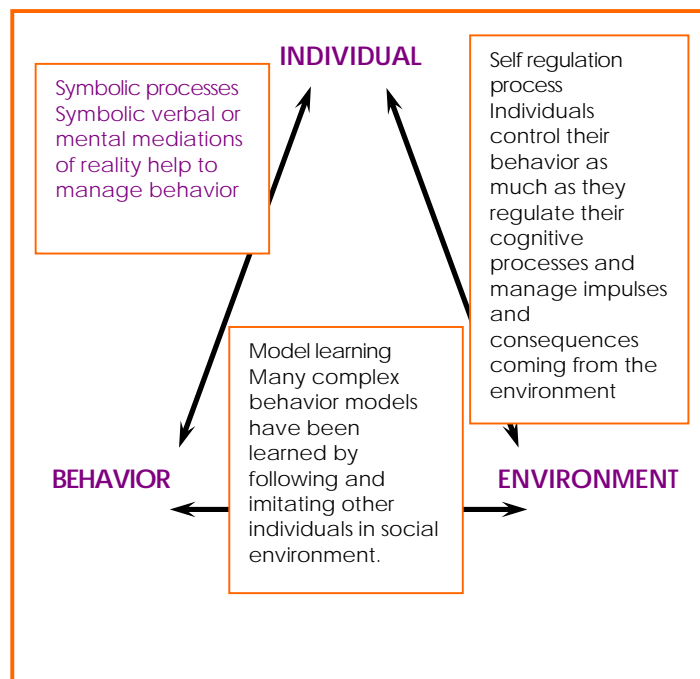 INDIVIDUAL
Symbolic processes
Symbolic verbal or
mental mediations
of reality help to
manage behavior
Self regulation
process
Individuals
control their
behavior as
much as they
regulate their
cognitive
processes and
manage impulses
and
consequences
coming from the
environment
Model learning
Many complex
behavior models
have been
learned by
following and
imitating other
individuals in social
environment.
BEHAVIOR
ENVIRONMENT